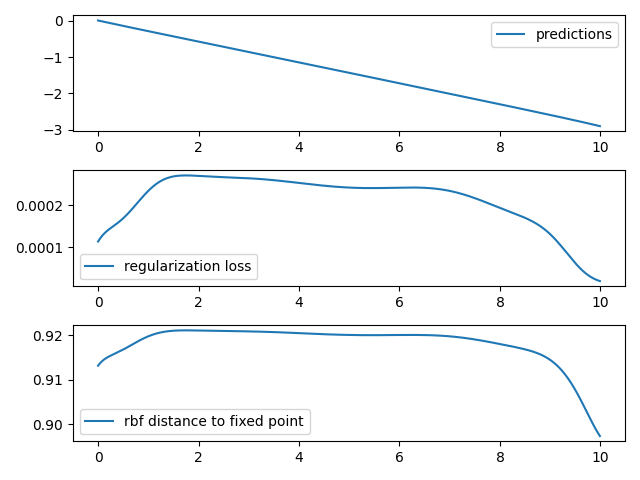 0
−1
−2
−3
predictions
0 2 4 6 8 10
0.0002
0.0001
regularization loss
0 2 4 6 8 10
0.92
0.91
0.90
rbf distance to fixed point
0 2 4 6 8 10